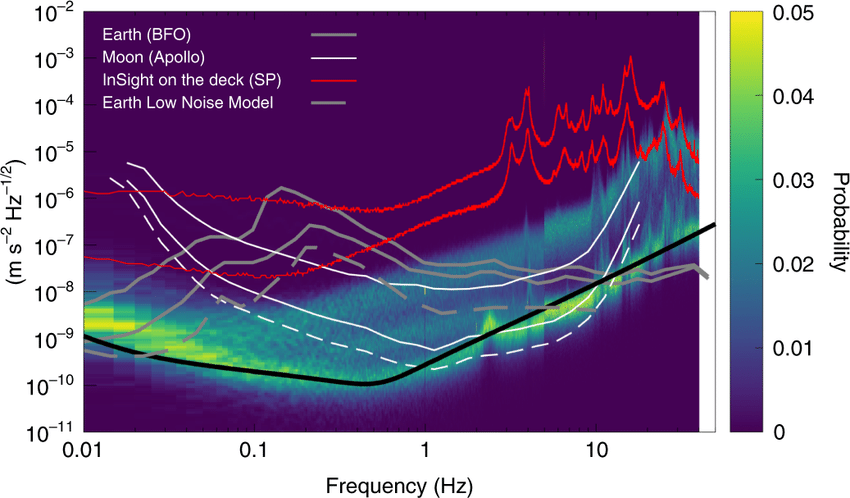 10−2
10−3
10−4
10−5
10−6
10−7
10−8
10−9
10−10
10−11
(m s−2 Hz−1/2)
Earth (BFO)
Moon (Apollo)
InSight on the deck (SP)
Earth Low Noise Model
0.01
0.1
1
10
Frequency (Hz)
0.05
0.04
0.03
0.02
0.01
0
Probability